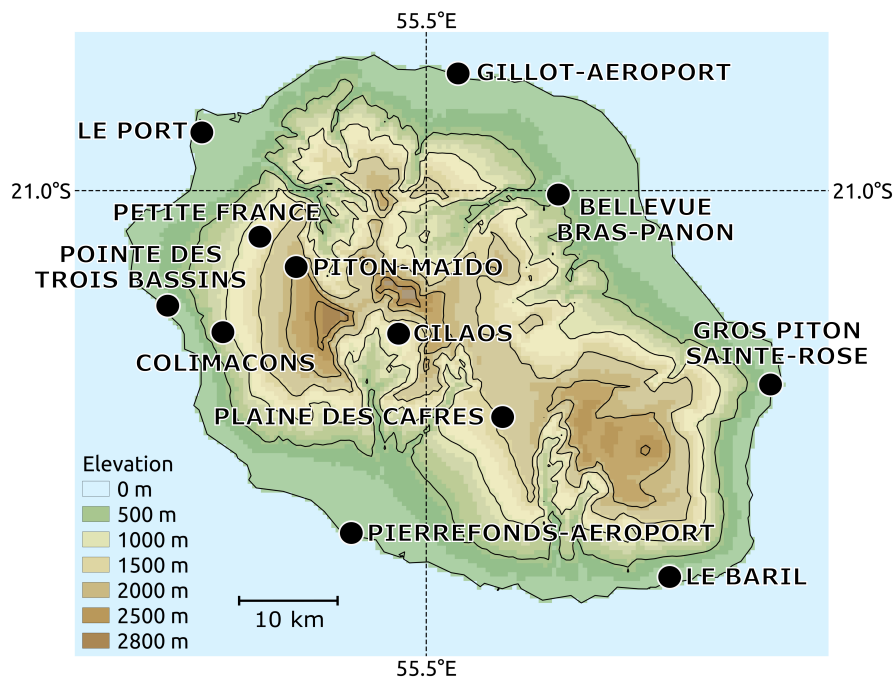 55.5°E
GILLOT-AEROPORT
LE PORT
21.0°S
21.0°S
PETITE FRANCE
BELLEVUE
BRAS-PANON
POINTE DES
TROIS BASSINS
PITON-MAIDO
COLIMACONS
CILAOS
GROS PITON
SAINTE-ROSE
PLAINE DES CAFRES
Elevation
0 m
500 m
1000 m
1500 m
2000 m
2500 m
2800 m
PIERREFONDS-AEROPORT
LE BARIL
10 km
55.5°E